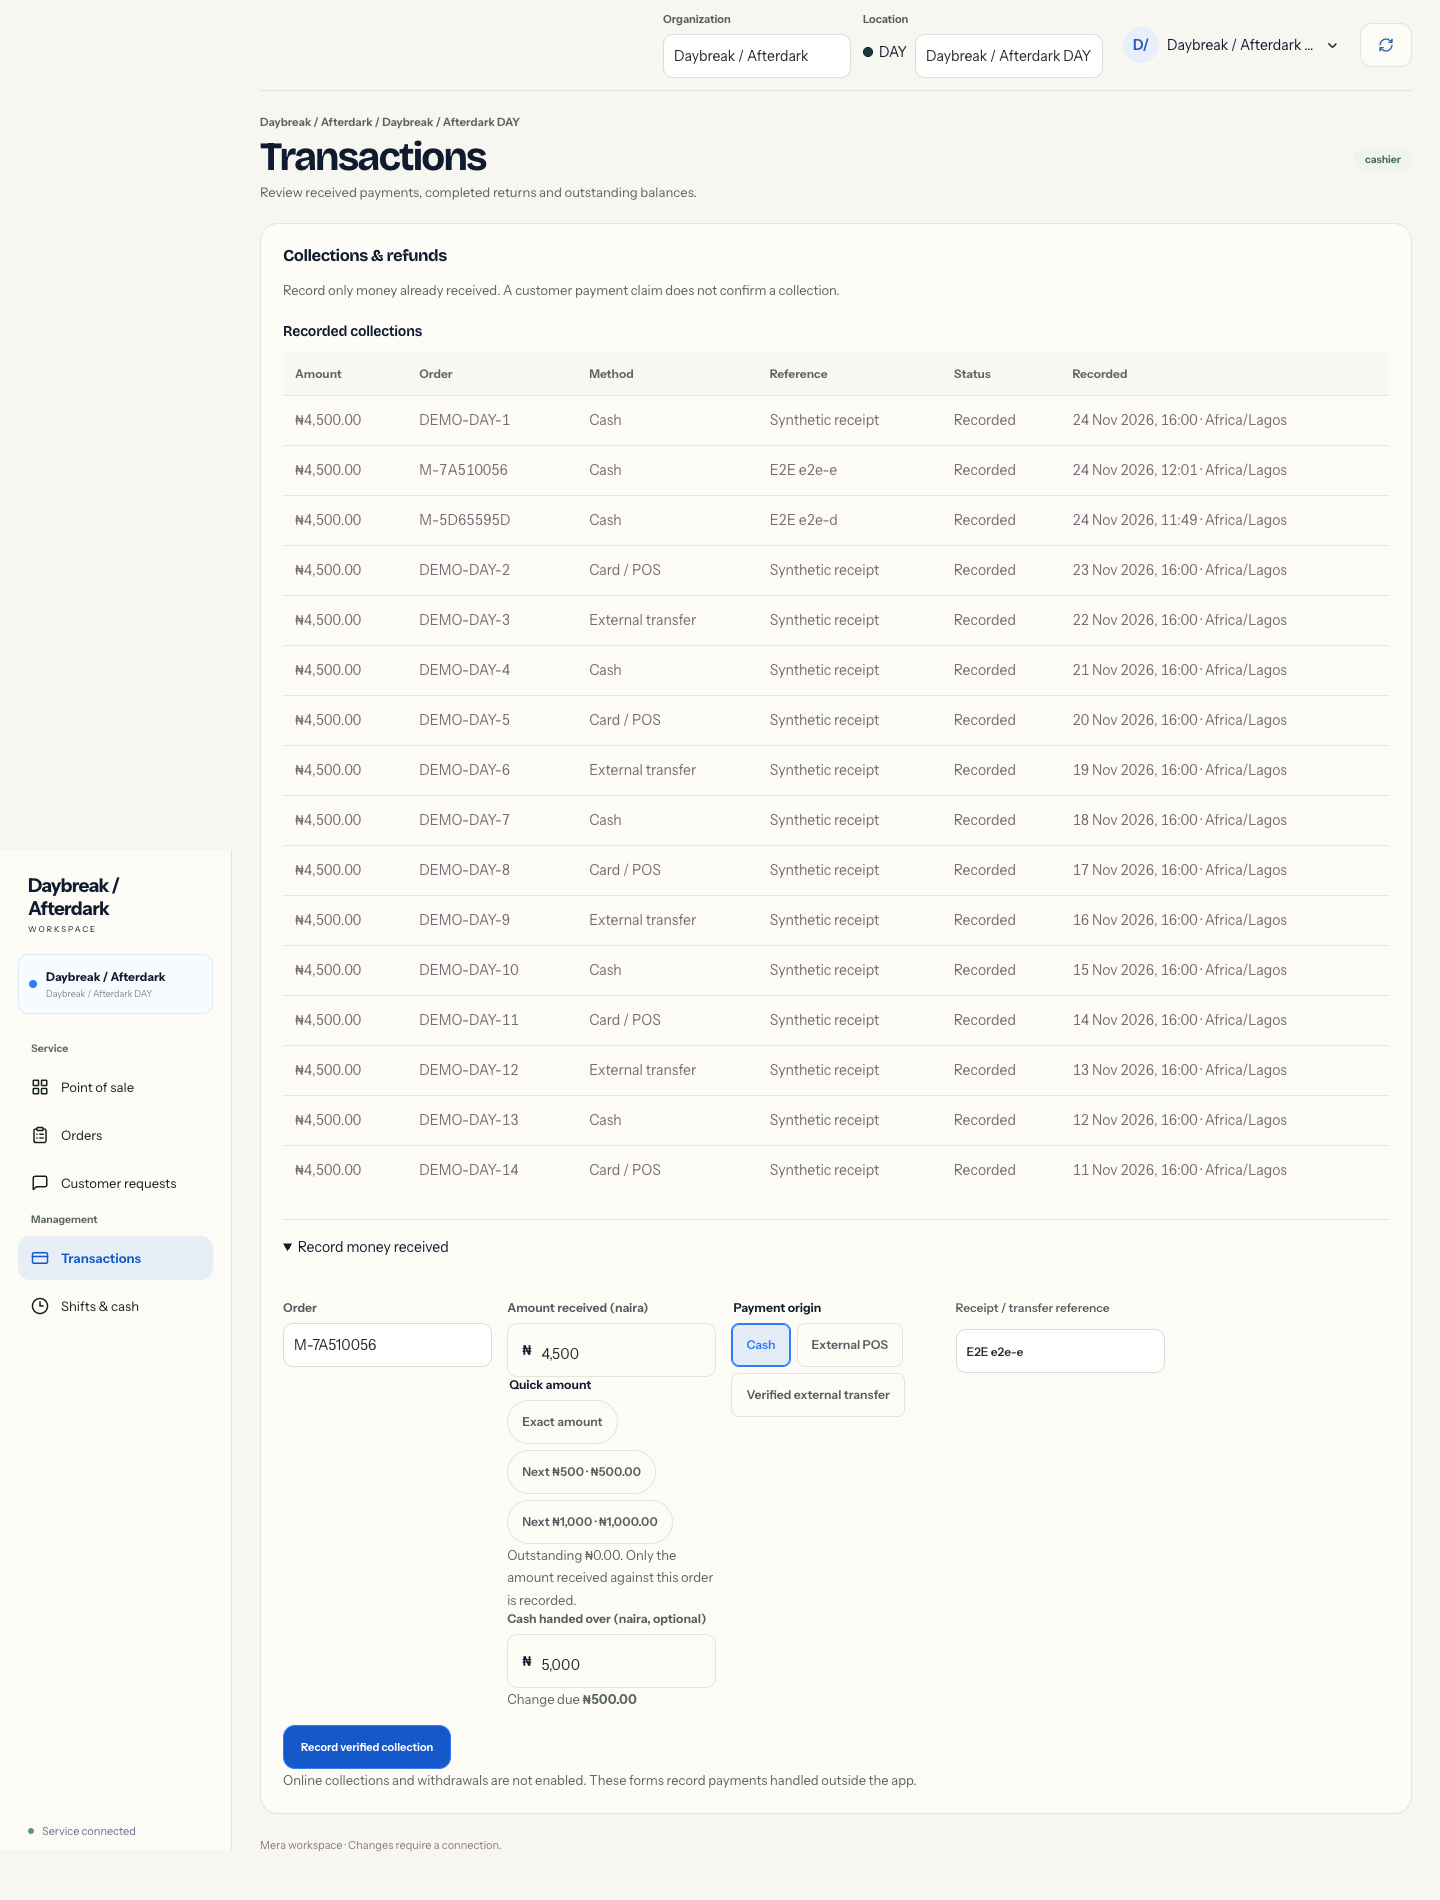 Organization
Location
Daybreak / Afterdark
DAY
Daybreak / Afterdark DAY
D/
Daybreak / Afterdark ...
Daybreak / Afterdark / Daybreak / Afterdark DAY
Transactions
cashier
Review received payments, completed returns and outstanding balances.
Collections & refunds
Record only money already received. A customer payment claim does not confirm a collection.
Recorded collections
Amount Order Method Reference Status Recorded
₦4,500.00 DEMO-DAY-1 Cash Synthetic receipt Recorded 24 Nov 2026, 16:00 · Africa/Lagos
₦4,500.00 M-7A510056 Cash E2E e2e-e Recorded 24 Nov 2026, 12:01 · Africa/Lagos
₦4,500.00 M-5D65595D Cash E2E e2e-d Recorded 24 Nov 2026, 11:49 · Africa/Lagos
₦4,500.00 DEMO-DAY-2 Card / POS Synthetic receipt Recorded 23 Nov 2026, 16:00 · Africa/Lagos
₦4,500.00 DEMO-DAY-3 External transfer Synthetic receipt Recorded 22 Nov 2026, 16:00 · Africa/Lagos
₦4,500.00 DEMO-DAY-4 Cash Synthetic receipt Recorded 21 Nov 2026, 16:00 · Africa/Lagos
₦4,500.00 DEMO-DAY-5 Card / POS Synthetic receipt Recorded 20 Nov 2026, 16:00 · Africa/Lagos
₦4,500.00 DEMO-DAY-6 External transfer Synthetic receipt Recorded 19 Nov 2026, 16:00 · Africa/Lagos
₦4,500.00 DEMO-DAY-7 Cash Synthetic receipt Recorded 18 Nov 2026, 16:00 · Africa/Lagos
₦4,500.00 DEMO-DAY-8 Card / POS Synthetic receipt Recorded 17 Nov 2026, 16:00 · Africa/Lagos
₦4,500.00 DEMO-DAY-9 External transfer Synthetic receipt Recorded 16 Nov 2026, 16:00 · Africa/Lagos
₦4,500.00 DEMO-DAY-10 Cash Synthetic receipt Recorded 15 Nov 2026, 16:00 · Africa/Lagos
₦4,500.00 DEMO-DAY-11 Card / POS Synthetic receipt Recorded 14 Nov 2026, 16:00 · Africa/Lagos
₦4,500.00 DEMO-DAY-12 External transfer Synthetic receipt Recorded 13 Nov 2026, 16:00 · Africa/Lagos
₦4,500.00 DEMO-DAY-13 Cash Synthetic receipt Recorded 12 Nov 2026, 16:00 · Africa/Lagos
₦4,500.00 DEMO-DAY-14 Card / POS Synthetic receipt Recorded 11 Nov 2026, 16:00 · Africa/Lagos
Record money received
Order
M-7A510056
Amount received (naira)
₦ 4,500
Quick amount
Exact amount
Next ₦500 · ₦500.00
Next ₦1,000 · ₦1,000.00
Outstanding ₦0.00. Only the
amount received against this order
is recorded.
Cash handed over (naira, optional)
₦ 5,000
Change due ₦500.00
Payment origin
Cash
External POS
Verified external transfer
Receipt / transfer reference
E2E e2e-e
Record verified collection
Online collections and withdrawals are not enabled. These forms record payments handled outside the app.
Mera workspace · Changes require a connection.
Daybreak /
Afterdark
WORKSPACE
Daybreak / Afterdark
Daybreak / Afterdark DAY
Service
Point of sale
Orders
Customer requests
Management
Transactions
Shifts & cash
Service connected